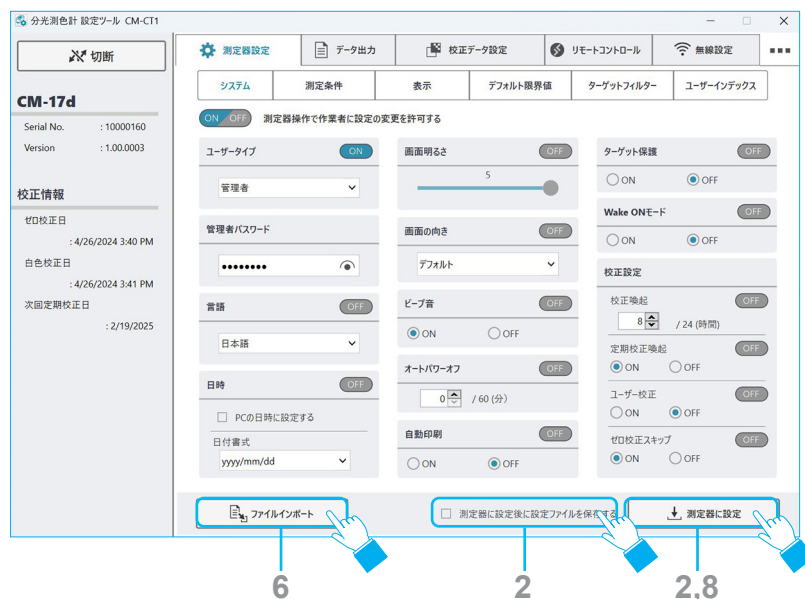 分光測色計 設定ツール CM-CT1
切断
CM-17d
Serial No. : 10000160
Version : 1.00.0003
校正情報
ゼロ校正日
: 4/26/2024 3:40 PM
白色校正日
: 4/26/2024 3:41 PM
次回定期校正日
: 2/19/2025
測定器設定 データ出力 校正データ設定 リモートコントロール 無線設定
システム 測定条件 表示 デフォルト限界値 ターゲットフィルター ユーザーインデックス
ON OFF 測定器操作で作業者に設定の変更を許可する
ユーザータイプ ON
管理者
管理者パスワード
言語 OFF
日本語
日時 OFF
PCの日時に設定する
日付書式
yyyy/mm/dd
画面明るさ OFF
5
画面の向き OFF
デフォルト
ビープ音 OFF
ON OFF
オートパワーオフ OFF
0 / 60 (分)
自動印刷 OFF
ON OFF
ターゲット保護 OFF
ON OFF
Wake ONモード OFF
ON OFF
校正設定
校正喚起 OFF
8 / 24 (時間)
定期校正喚起 OFF
ON OFF
ユーザー校正 OFF
ON OFF
ゼロ校正スキップ OFF
ON OFF
ファイルインポート 測定器に設定後に設定ファイルを保存する 測定器に設定
6 2 2,8